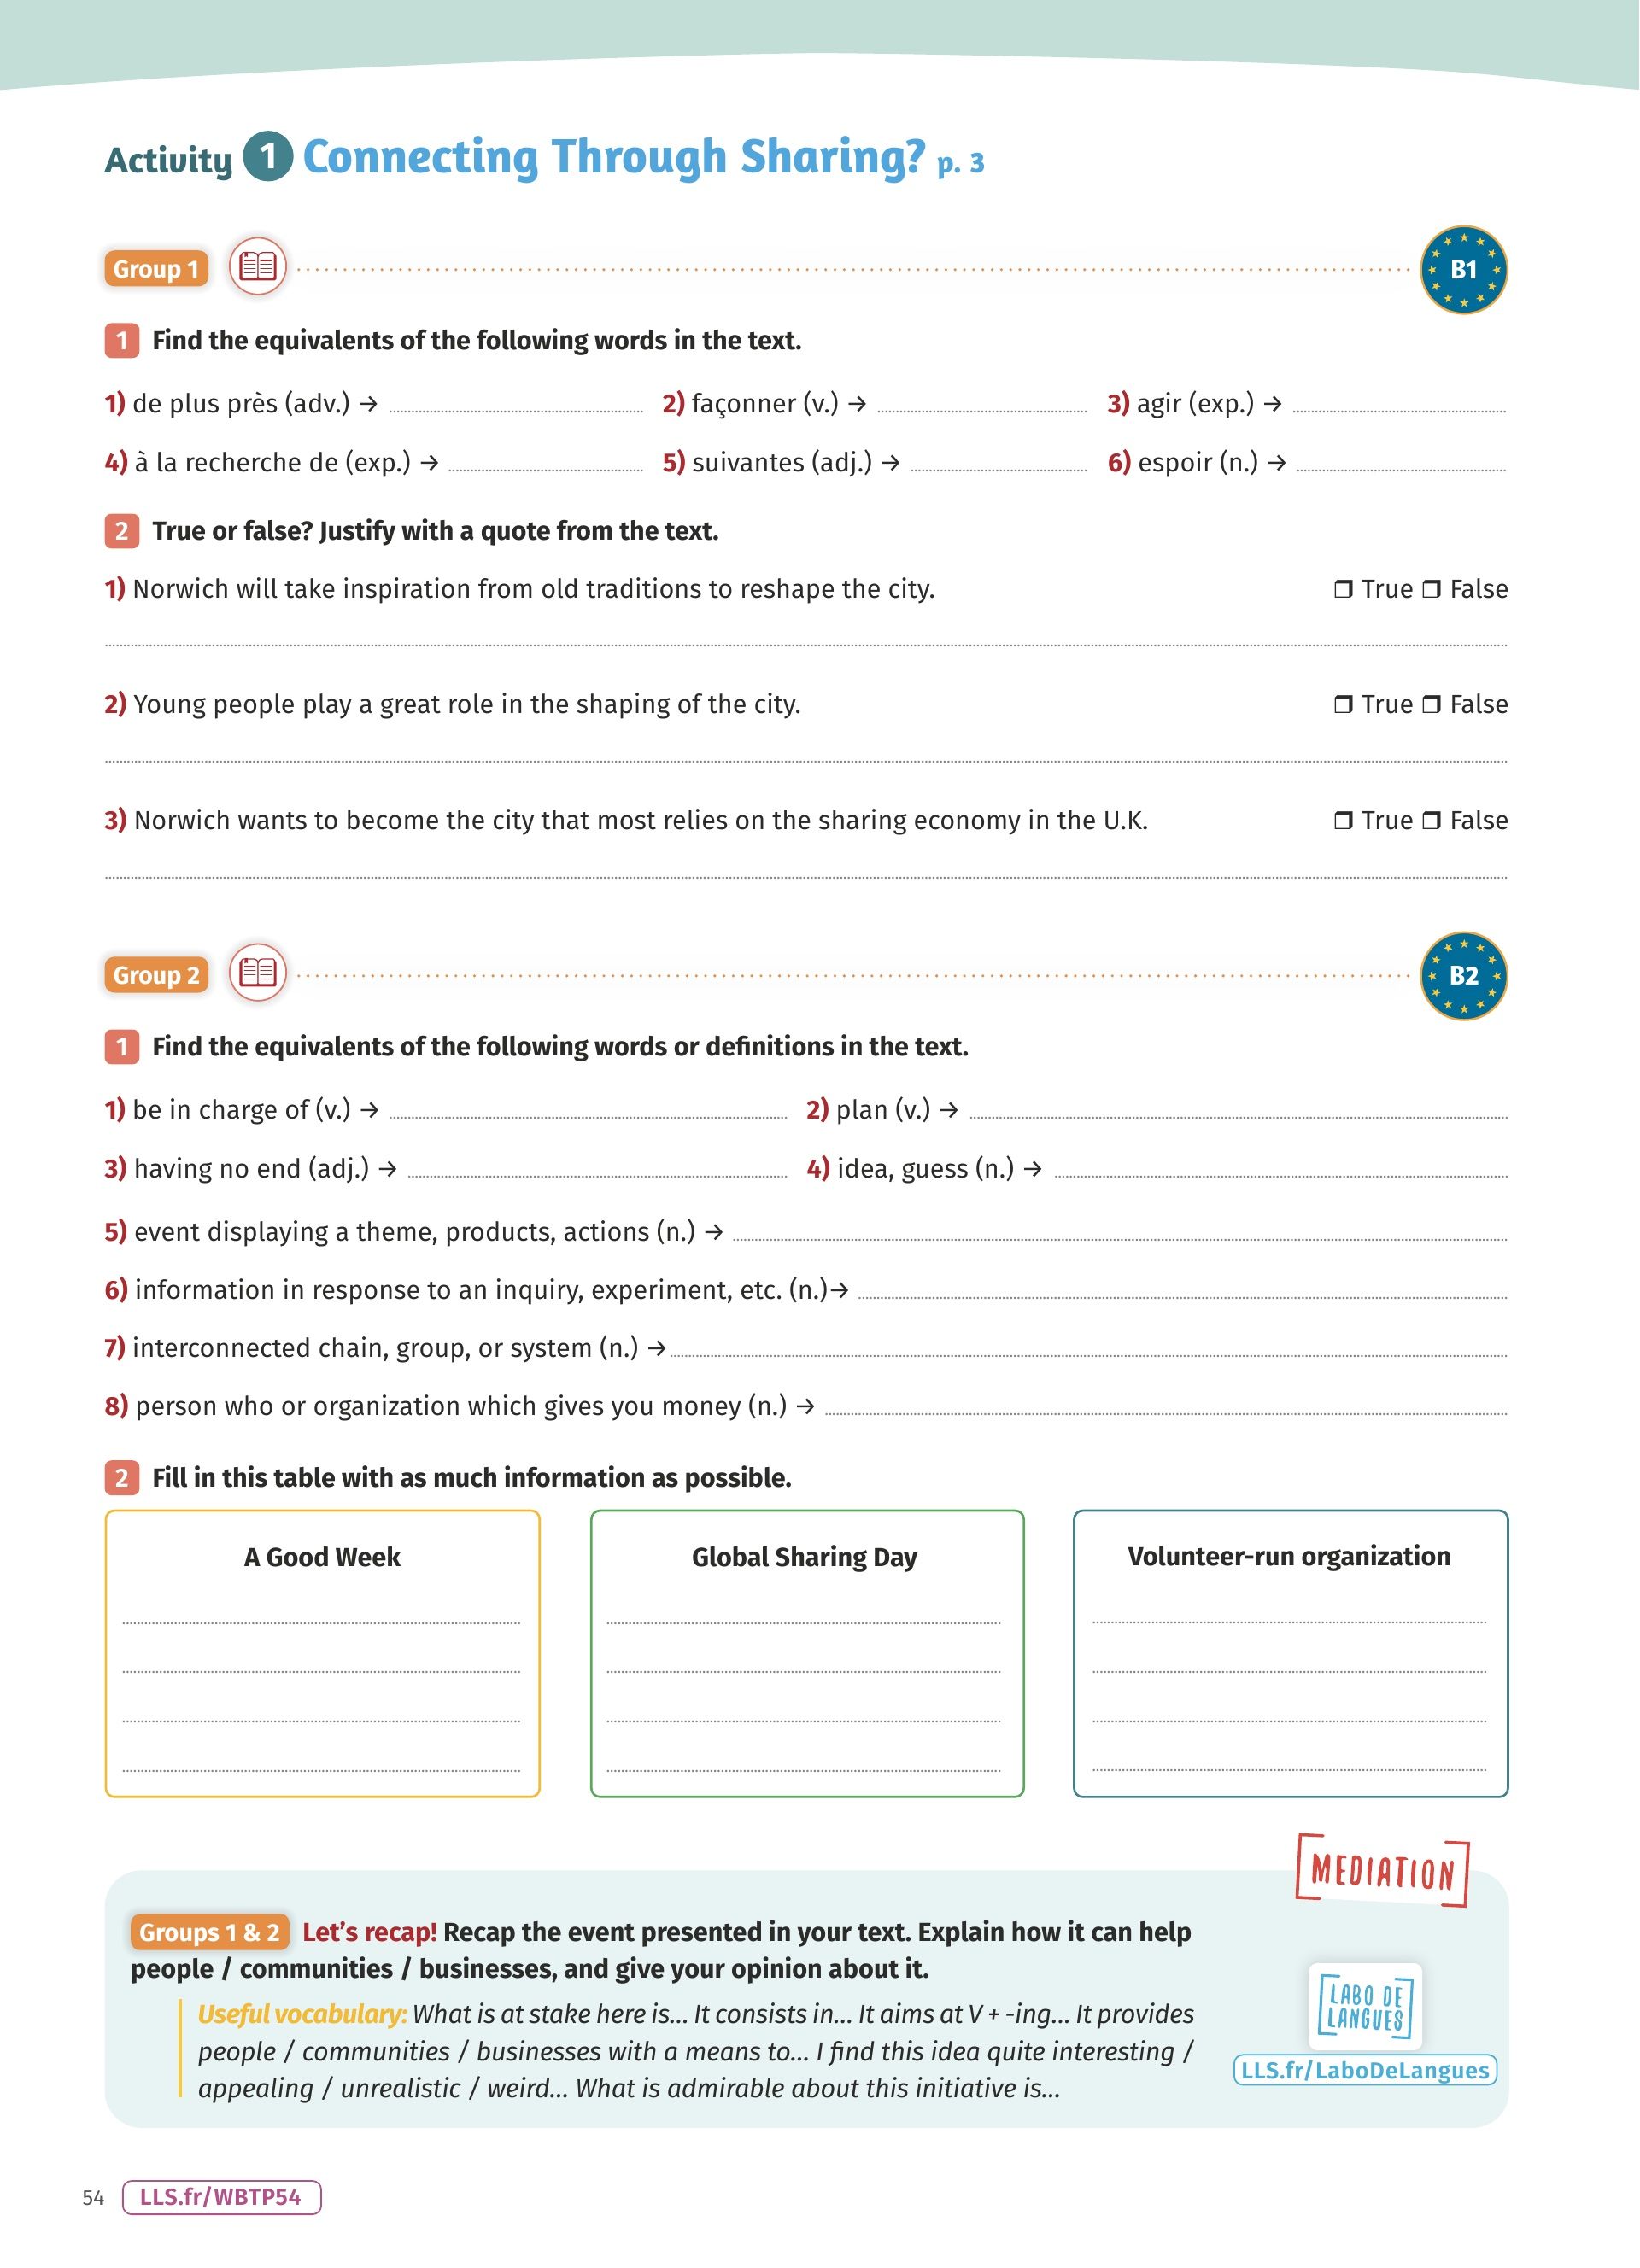 Activity 1 Connecting Through Sharing? p. 3
Group 1
B1
1 Find the equivalents of the following words in the text.
1) de plus près (adv.) → 2) façonner (v.) → 3) agir (exp.) →
4) à la recherche de (exp.) → 5) suivantes (adj.) → 6) espoir (n.) →
2 True or false? Justify with a quote from the text.
1) Norwich will take inspiration from old traditions to reshape the city. ❒ True ❒ False
2) Young people play a great role in the shaping of the city. ❒ True ❒ False
3) Norwich wants to become the city that most relies on the sharing economy in the U.K. ❒ True ❒ False
Group 2
B2
1 Find the equivalents of the following words or definitions in the text.
1) be in charge of (v.) → 2) plan (v.) →
3) having no end (adj.) → 4) idea, guess (n.) →
5) event displaying a theme, products, actions (n.) →
6) information in response to an inquiry, experiment, etc. (n.)→
7) interconnected chain, group, or system (n.) →
8) person who or organization which gives you money (n.) →
2 Fill in this table with as much information as possible.
A Good Week
Global Sharing Day
Volunteer-run organization
MEDIATION
Groups 1 & 2 Let's recap! Recap the event presented in your text. Explain how it can help
people / communities / businesses, and give your opinion about it.
Useful vocabulary: What is at stake here is... It consists in... It aims at V + -ing... It provides
people / communities / businesses with a means to... I find this idea quite interesting /
appealing / unrealistic / weird... What is admirable about this initiative is...
LABO DE
LANGUES
LLS.fr/LaboDeLangues
54 LLS.fr/WBTP54